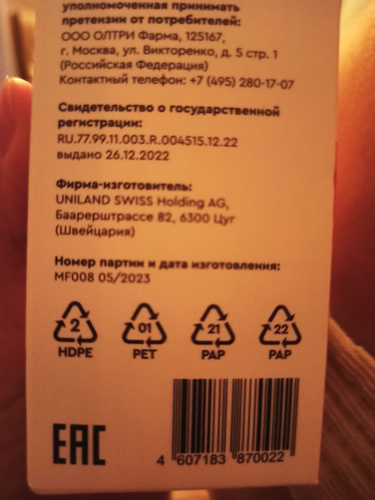 уполномоченная принимать
претензии от потребителей:
ООО ОЛТРИ Фарма, 125167,
г. Москва, ул. Викторенко, д. 5 стр. 1
(Российская Федерация)
Контактный телефон: +7 (495) 280-17-07
Свидетельство о государственной
регистрации:
RU.77.99.11.003.R.004515.12.22
выдано 26.12.2022
Фирма-изготовитель:
UNILAND SWISS Holding AG,
Баарерштрассе 82, 6300 Цуг
(Швейцария)
Номер партии и дата изготовления:
MF008 05/2023
2 01 21 22
HDPE PET PAP PAP
EAC
4 607183 870022